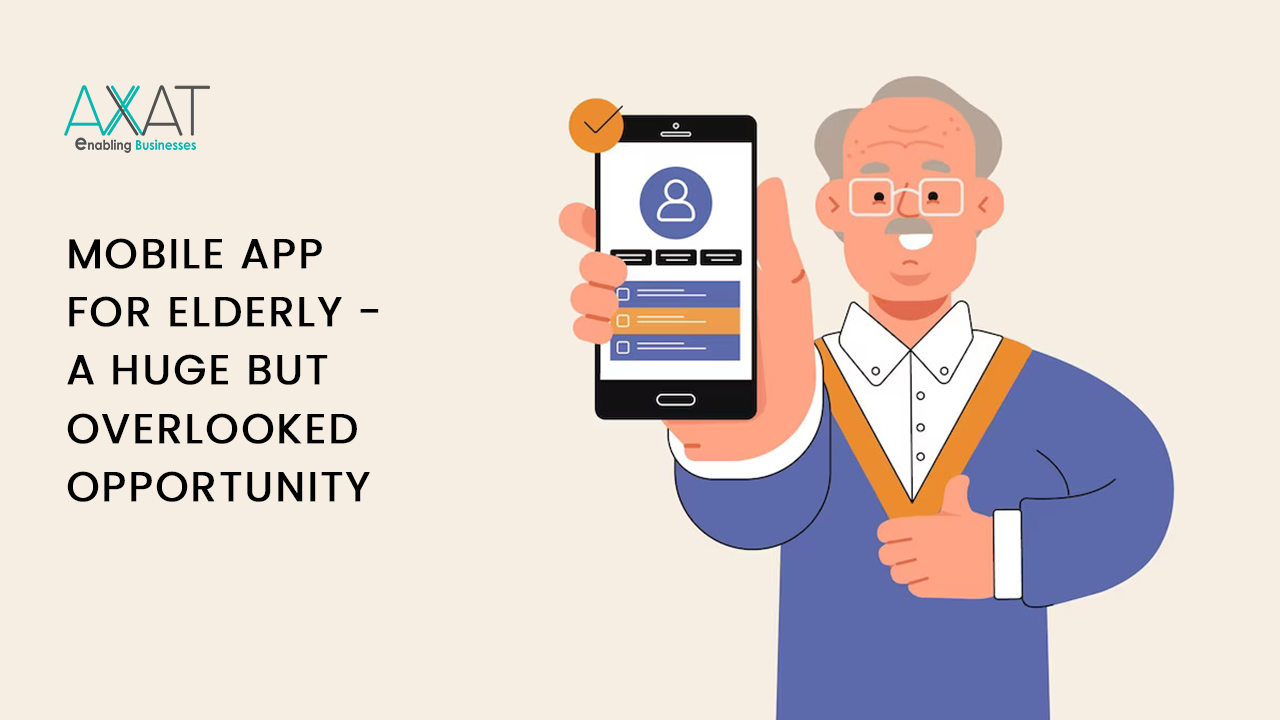 AXAT
enabling Businesses
MOBILE APP
FOR ELDERLY -
A HUGE BUT
OVERLOOKED
OPPORTUNITY